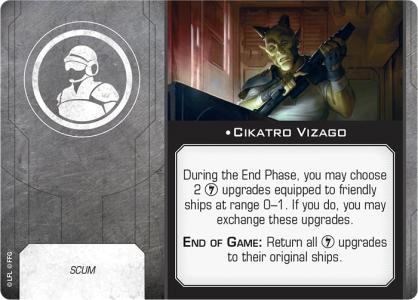 • CIKATRO VIZAGO
During the End Phase, you may choose
2 upgrades equipped to friendly
ships at range 0–1. If you do, you may
exchange these upgrades.
END OF GAME: Return all upgrades
to their original ships.
SCUM
© LFL © FFG